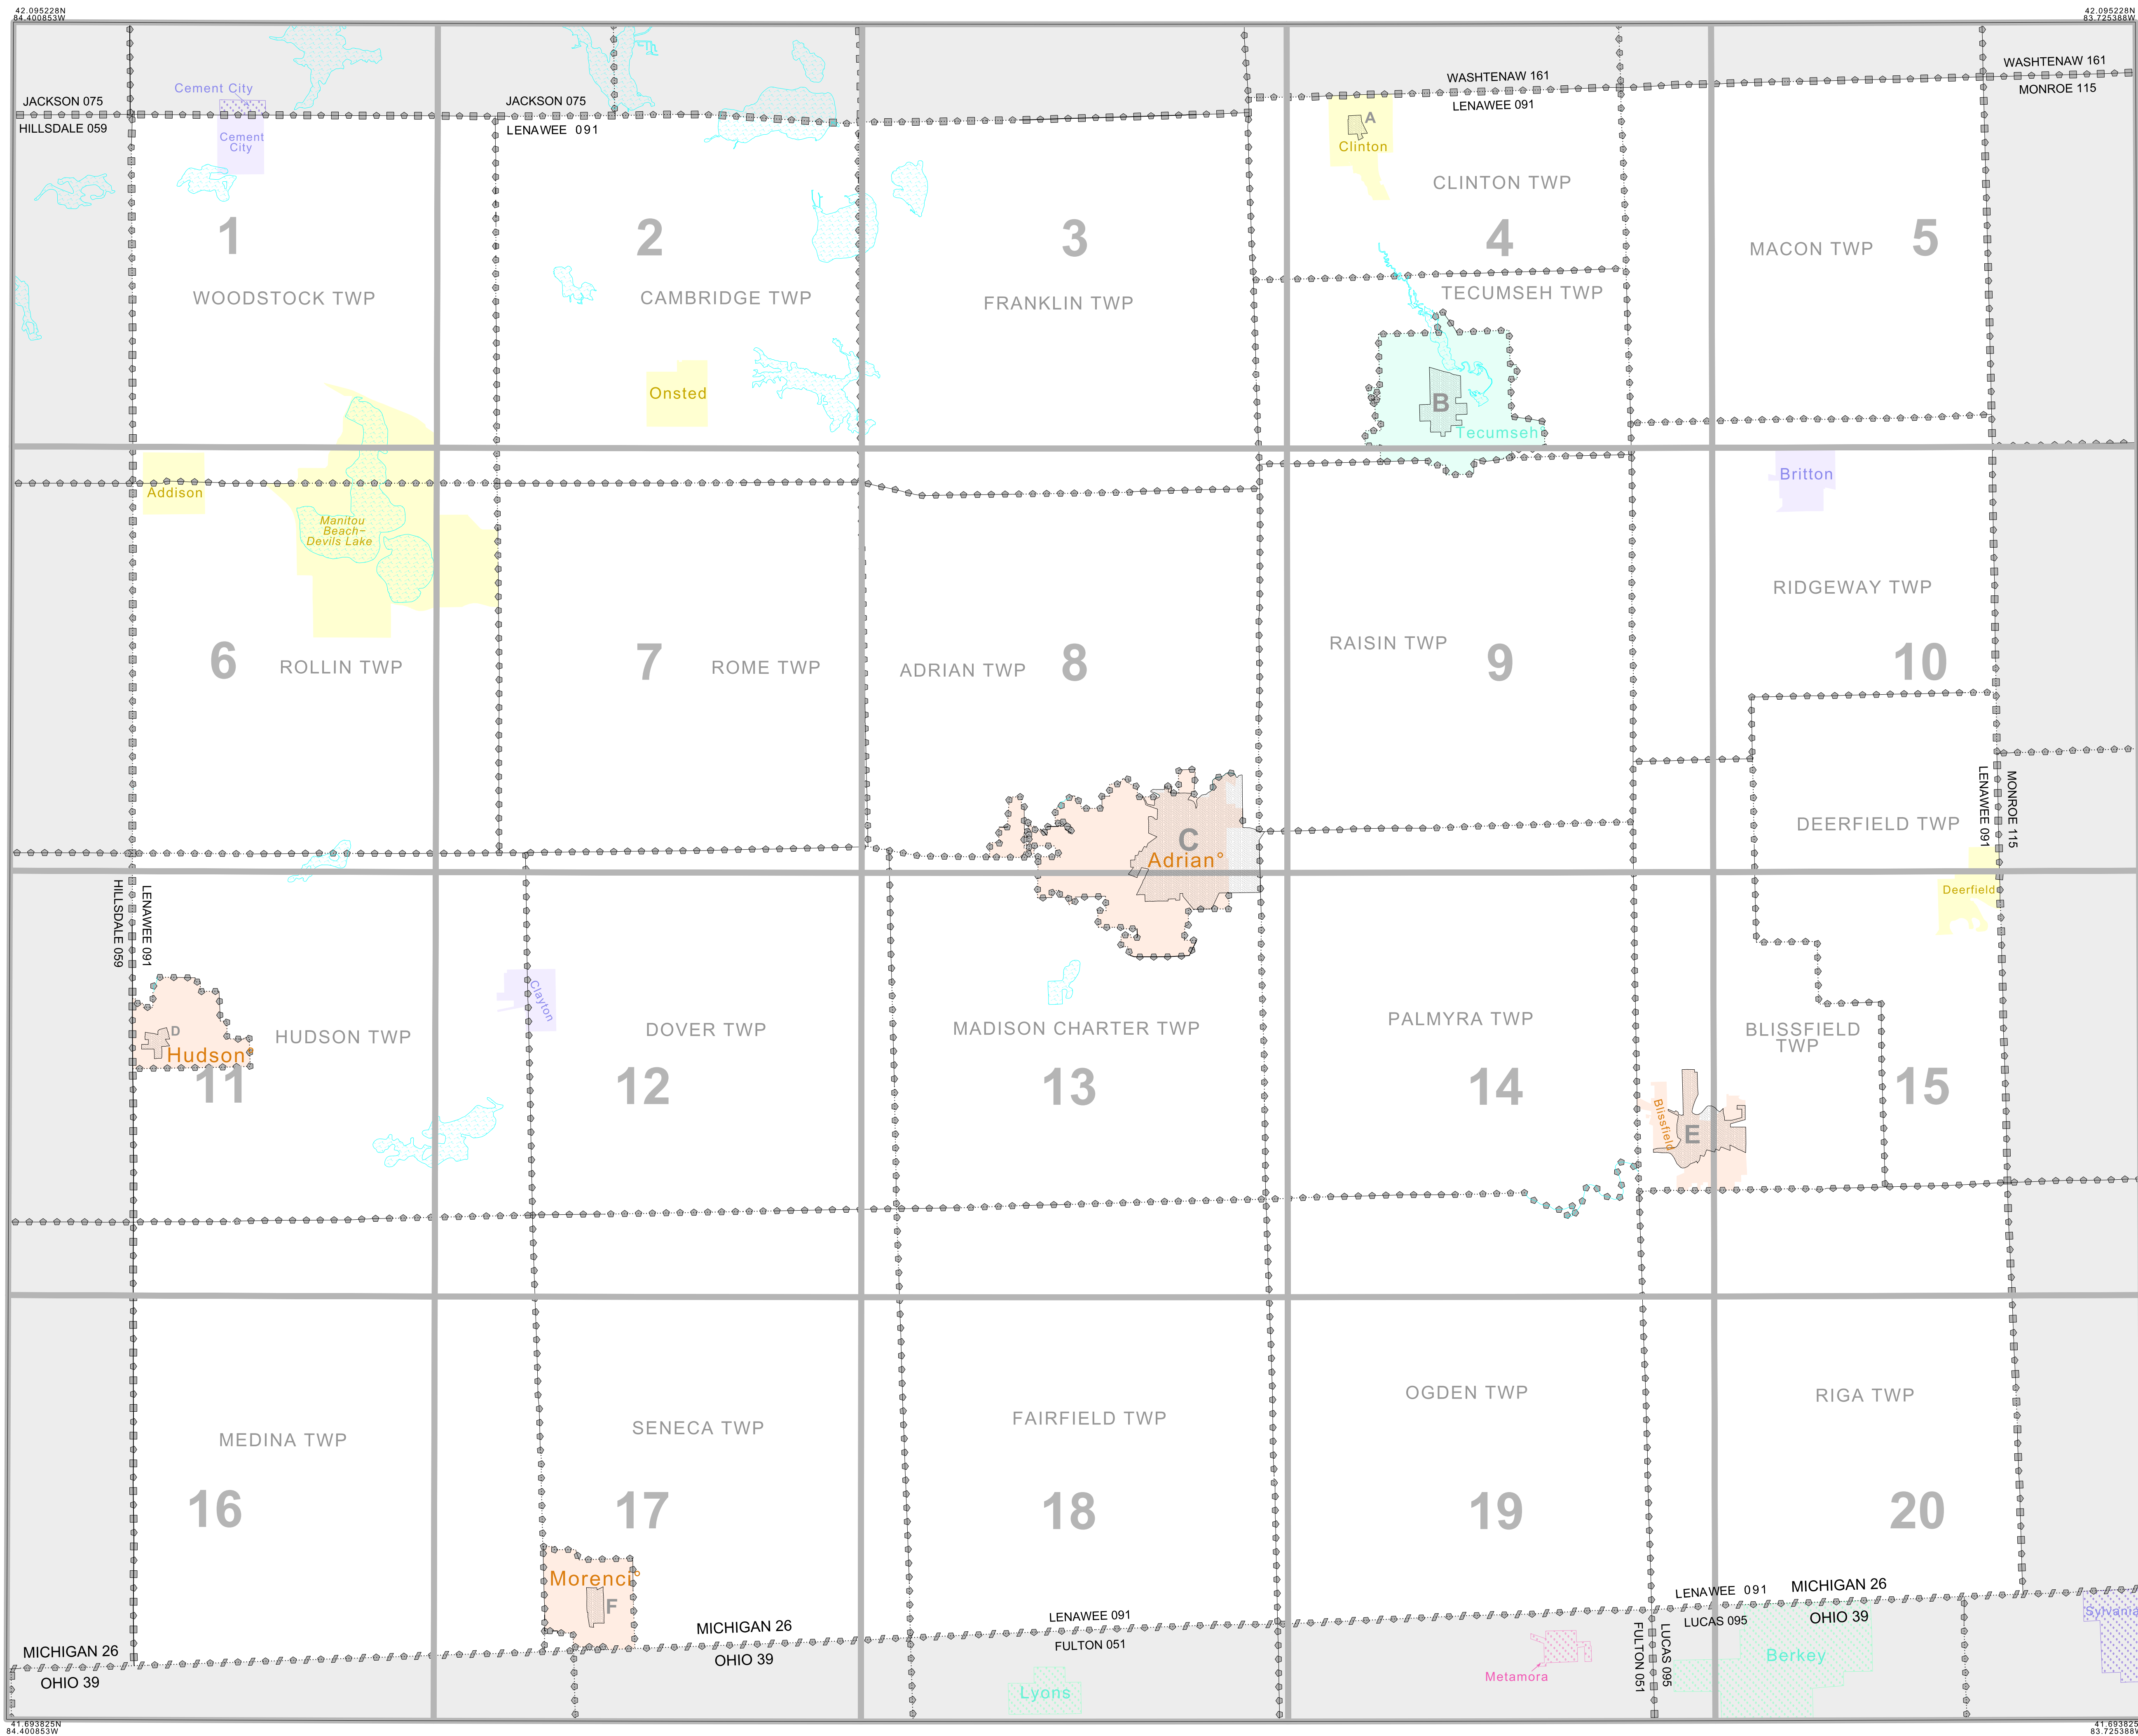 42.095228N
84.400853W
42.095228N
83.725388W
JACKSON 075
HILLSDALE 059
Cement City
Cement
City
JACKSON 075
LENAWEE 091
WASHTENAW 161
LENAWEE 091
WASHTENAW 161
MONROE 115
A
Clinton
CLINTON TWP
1
2
3
4
5
MACON TWP
WOODSTOCK TWP
CAMBRIDGE TWP
FRANKLIN TWP
TECUMSEH TWP
Onsted
B
Tecumseh
Addison
Manitou
Beach~
Devils Lake
Britton
RIDGEWAY TWP
6
ROLLIN TWP
7
ROME TWP
ADRIAN TWP
8
RAISIN TWP
9
10
LENAWEE 091
MONROE 115
DEERFIELD TWP
C
Adrian°
Deerfield
HILLSDALE 059
LENAWEE 091
Clayton
D
Hudson°
HUDSON TWP
DOVER TWP
MADISON CHARTER TWP
PALMYRA TWP
BLISSFIELD
TWP
11
12
13
14
15
Blissfield
E
MEDINA TWP
SENECA TWP
FAIRFIELD TWP
OGDEN TWP
RIGA TWP
16
17
18
19
20
Morenci°
F
MICHIGAN 26
OHIO 39
MICHIGAN 26
OHIO 39
LENAWEE 091
FULTON 051
LENAWEE 091
MICHIGAN 26
LUCAS 095
OHIO 39
FULTON 051
LUCAS 095
Sylvania
Berkey
Metamora
Lyons
41.693825N
84.400853W
41.693825
83.725388W